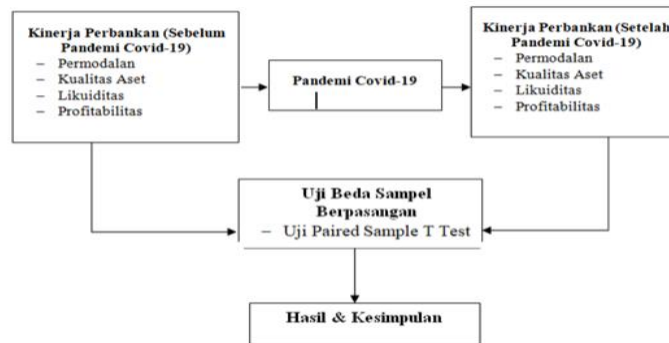 Kinerja Perbankan (Sebelum
Pandemi Covid-19)
– Permodalan
– Kualitas Aset
– Likuiditas
– Profitabilitas
Pandemi Covid-19
Kinerja Perbankan (Setelah
Pandemi Covid-19)
– Permodalan
– Kualitas Aset
– Likuiditas
– Profitabilitas
Uji Beda Sampel
Berpasangan
– Uji Paired Sample T Test
Hasil & Kesimpulan